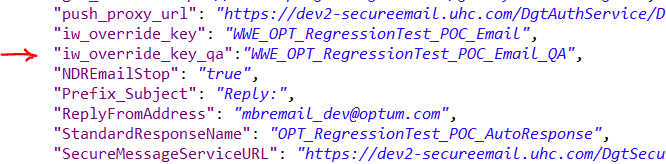 "push_proxy_url": "https://dev2-secureemail.uhc.com/DgtAuthService/D
"iw_override_key": "WWE_OPT_RegressionTest_POC_Email",
"iw_override_key_qa":"WWE_OPT_RegressionTest_POC_Email_QA",
"NDREmailStop": "true",
"Prefix_Subject": "Reply:",
"ReplyFromAddress": "mbremail_dev@optum.com",
"StandardResponseName": "OPT_RegressionTest_POC_AutoResponse",
"SecureMessageServiceURL": "https://dev2-secureemail.uhc.com/DgtSecu